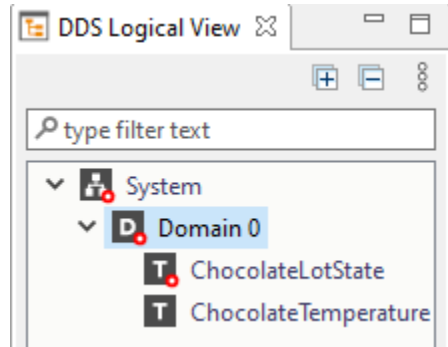 DDS Logical View
type filter text
System
D Domain 0
T ChocolateLotState
T ChocolateTemperature